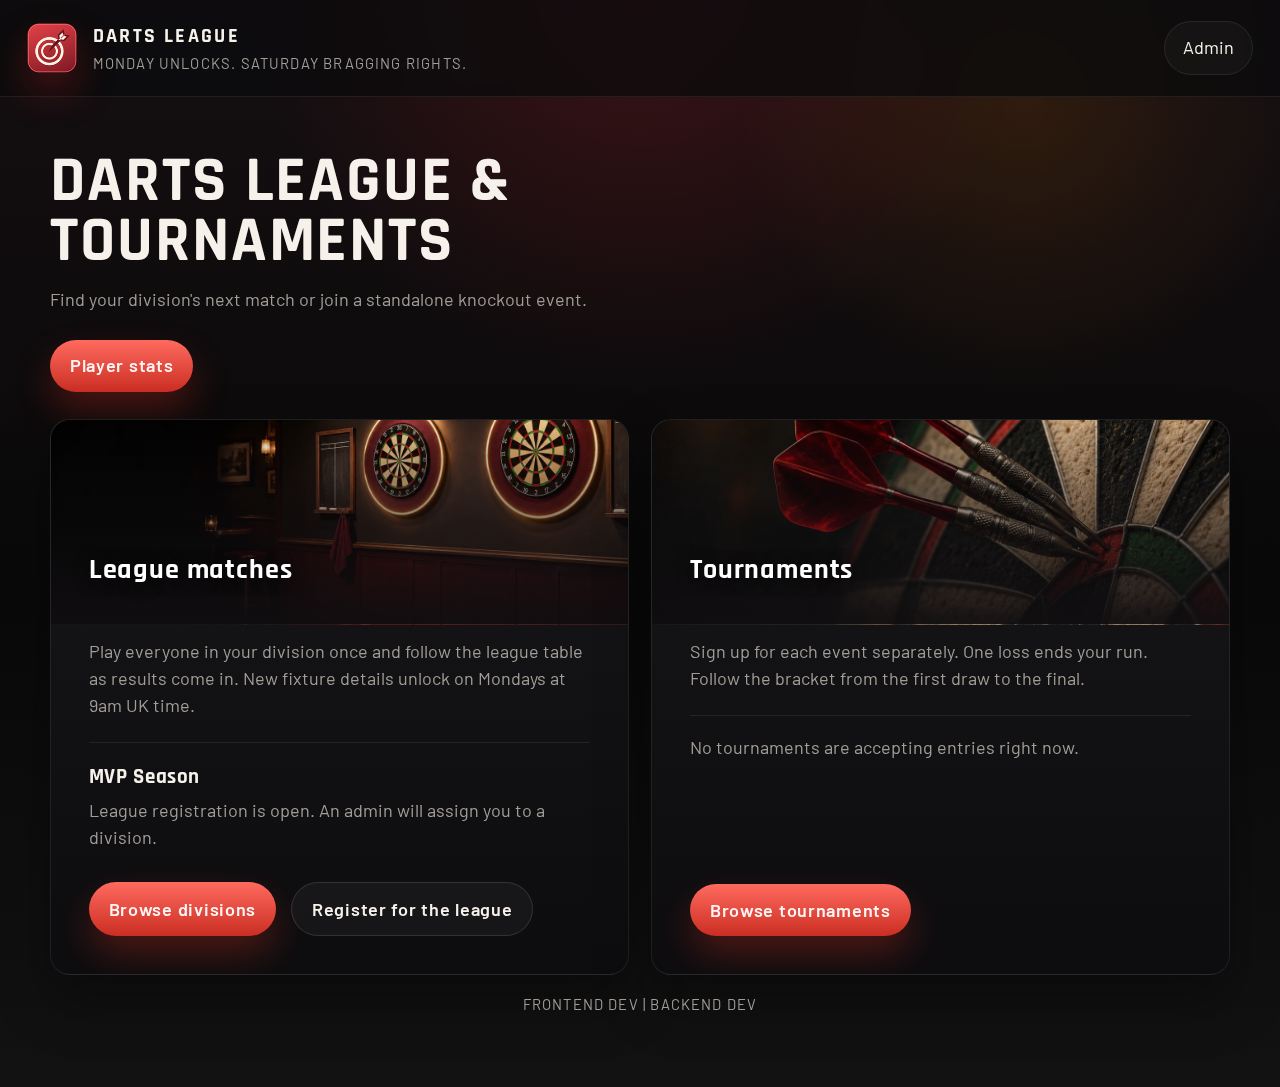 DARTS LEAGUE
MONDAY UNLOCKS. SATURDAY BRAGGING RIGHTS.
Admin
DARTS LEAGUE &
TOURNAMENTS
Find your division's next match or join a standalone knockout event.
Player stats
League matches
Play everyone in your division once and follow the league table
as results come in. New fixture details unlock on Mondays at
9am UK time.
MVP Season
League registration is open. An admin will assign you to a
division.
Browse divisions
Register for the league
Tournaments
Sign up for each event separately. One loss ends your run.
Follow the bracket from the first draw to the final.
No tournaments are accepting entries right now.
Browse tournaments
FRONTEND DEV | BACKEND DEV